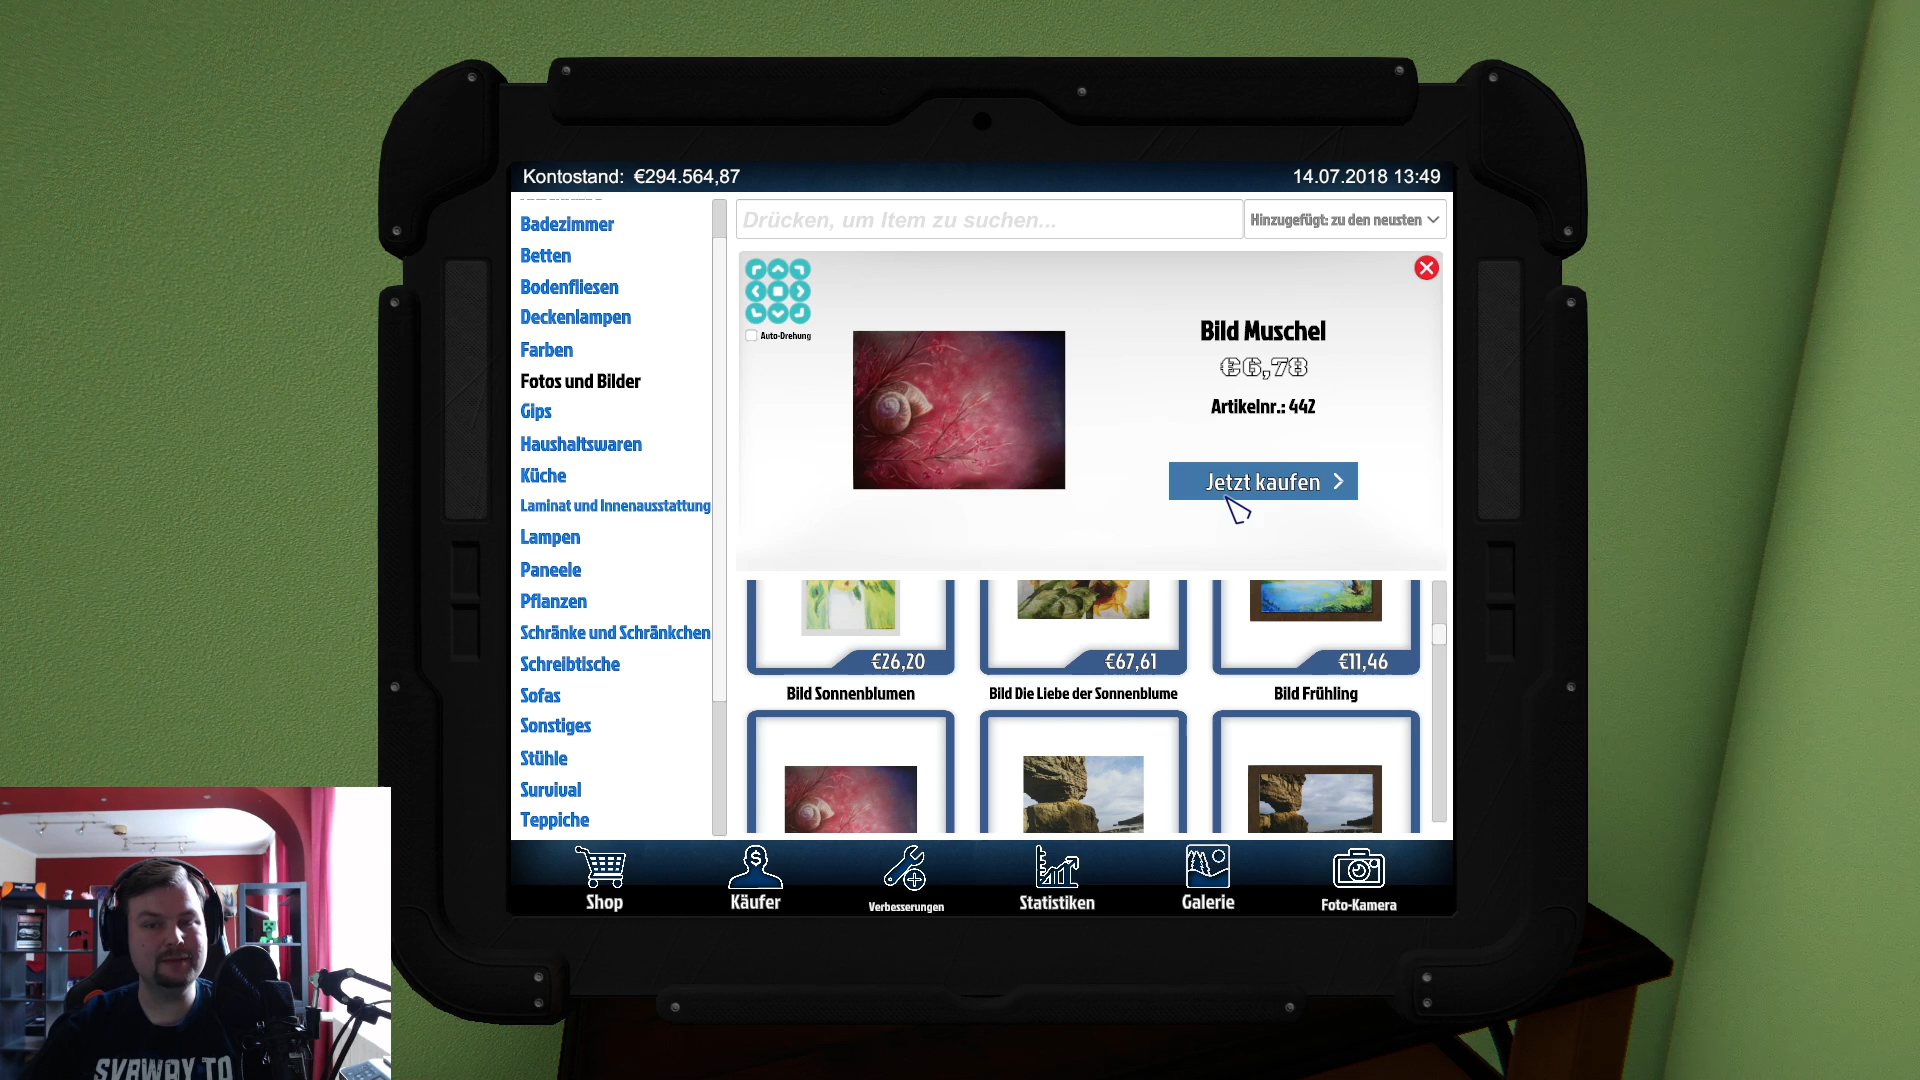 Kontostand: €294.564,87
14.07.2018 13:49
Badezimmer
Betten
Bodenfliesen
Deckenlampen
Farben
Fotos und Bilder
Gips
Haushaltswaren
Küche
Laminat und Innenausstattung
Lampen
Paneele
Pflanzen
Schränke und Schränkchen
Schreibtische
Sofas
Sonstiges
Stühle
Survival
Teppiche
Drücken, um Item zu suchen...
Hinzugefügt: zu den neusten
Auto-Drehung
Bild Muschel
€6,78
Artikelnr.: 442
Jetzt kaufen
€26,20
€67,61
€11,46
Bild Sonnenblumen
Bild Die Liebe der Sonnenblume
Bild Frühling
Shop
Käufer
Verbesserungen
Statistiken
Galerie
Foto-Kamera
SVBWAY TO